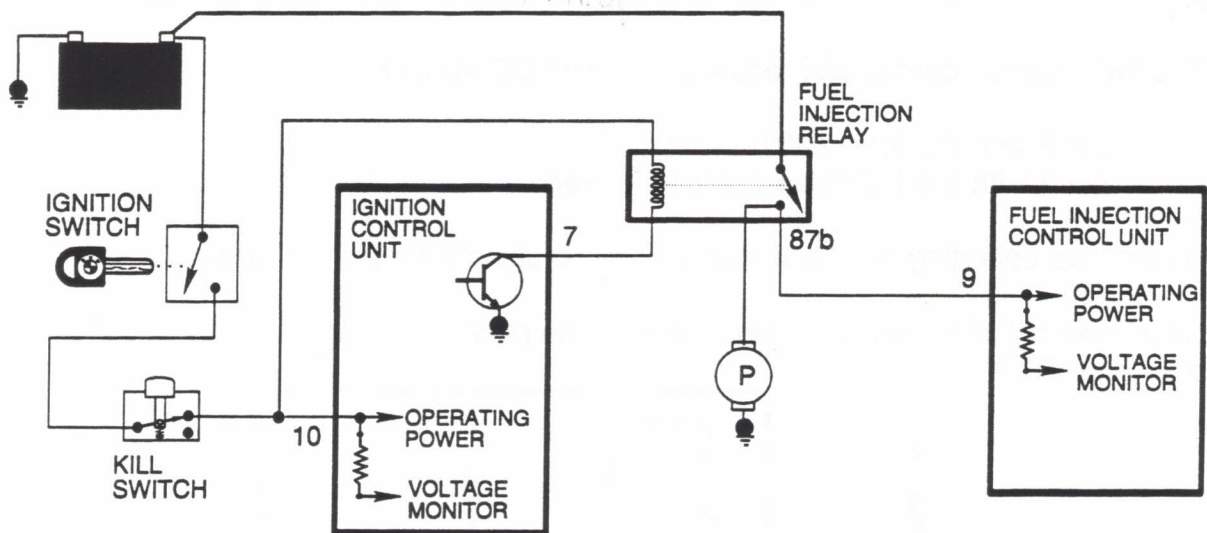 FUEL
INJECTION
RELAY
IGNITION
SWITCH
IGNITION
CONTROL
UNIT
7
87b
FUEL INJECTION
CONTROL UNIT
9
OPERATING
POWER
VOLTAGE
MONITOR
P
KILL
SWITCH
10
OPERATING
POWER
VOLTAGE
MONITOR